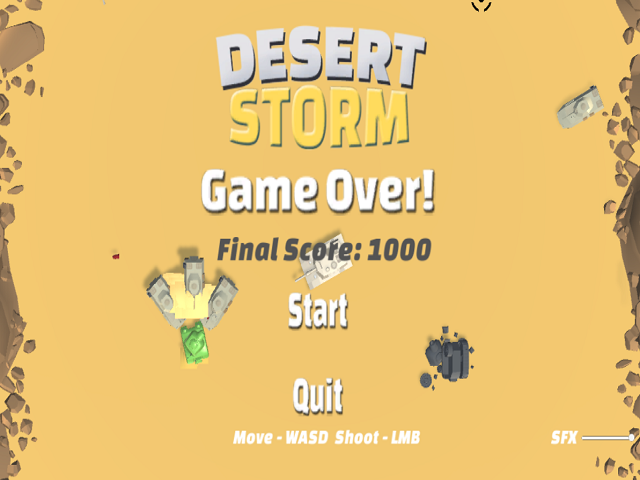 DESERT
STORM
Game Over!
Final Score: 1000
Start
Quit
Move - WASD  Shoot - LMB
SFX